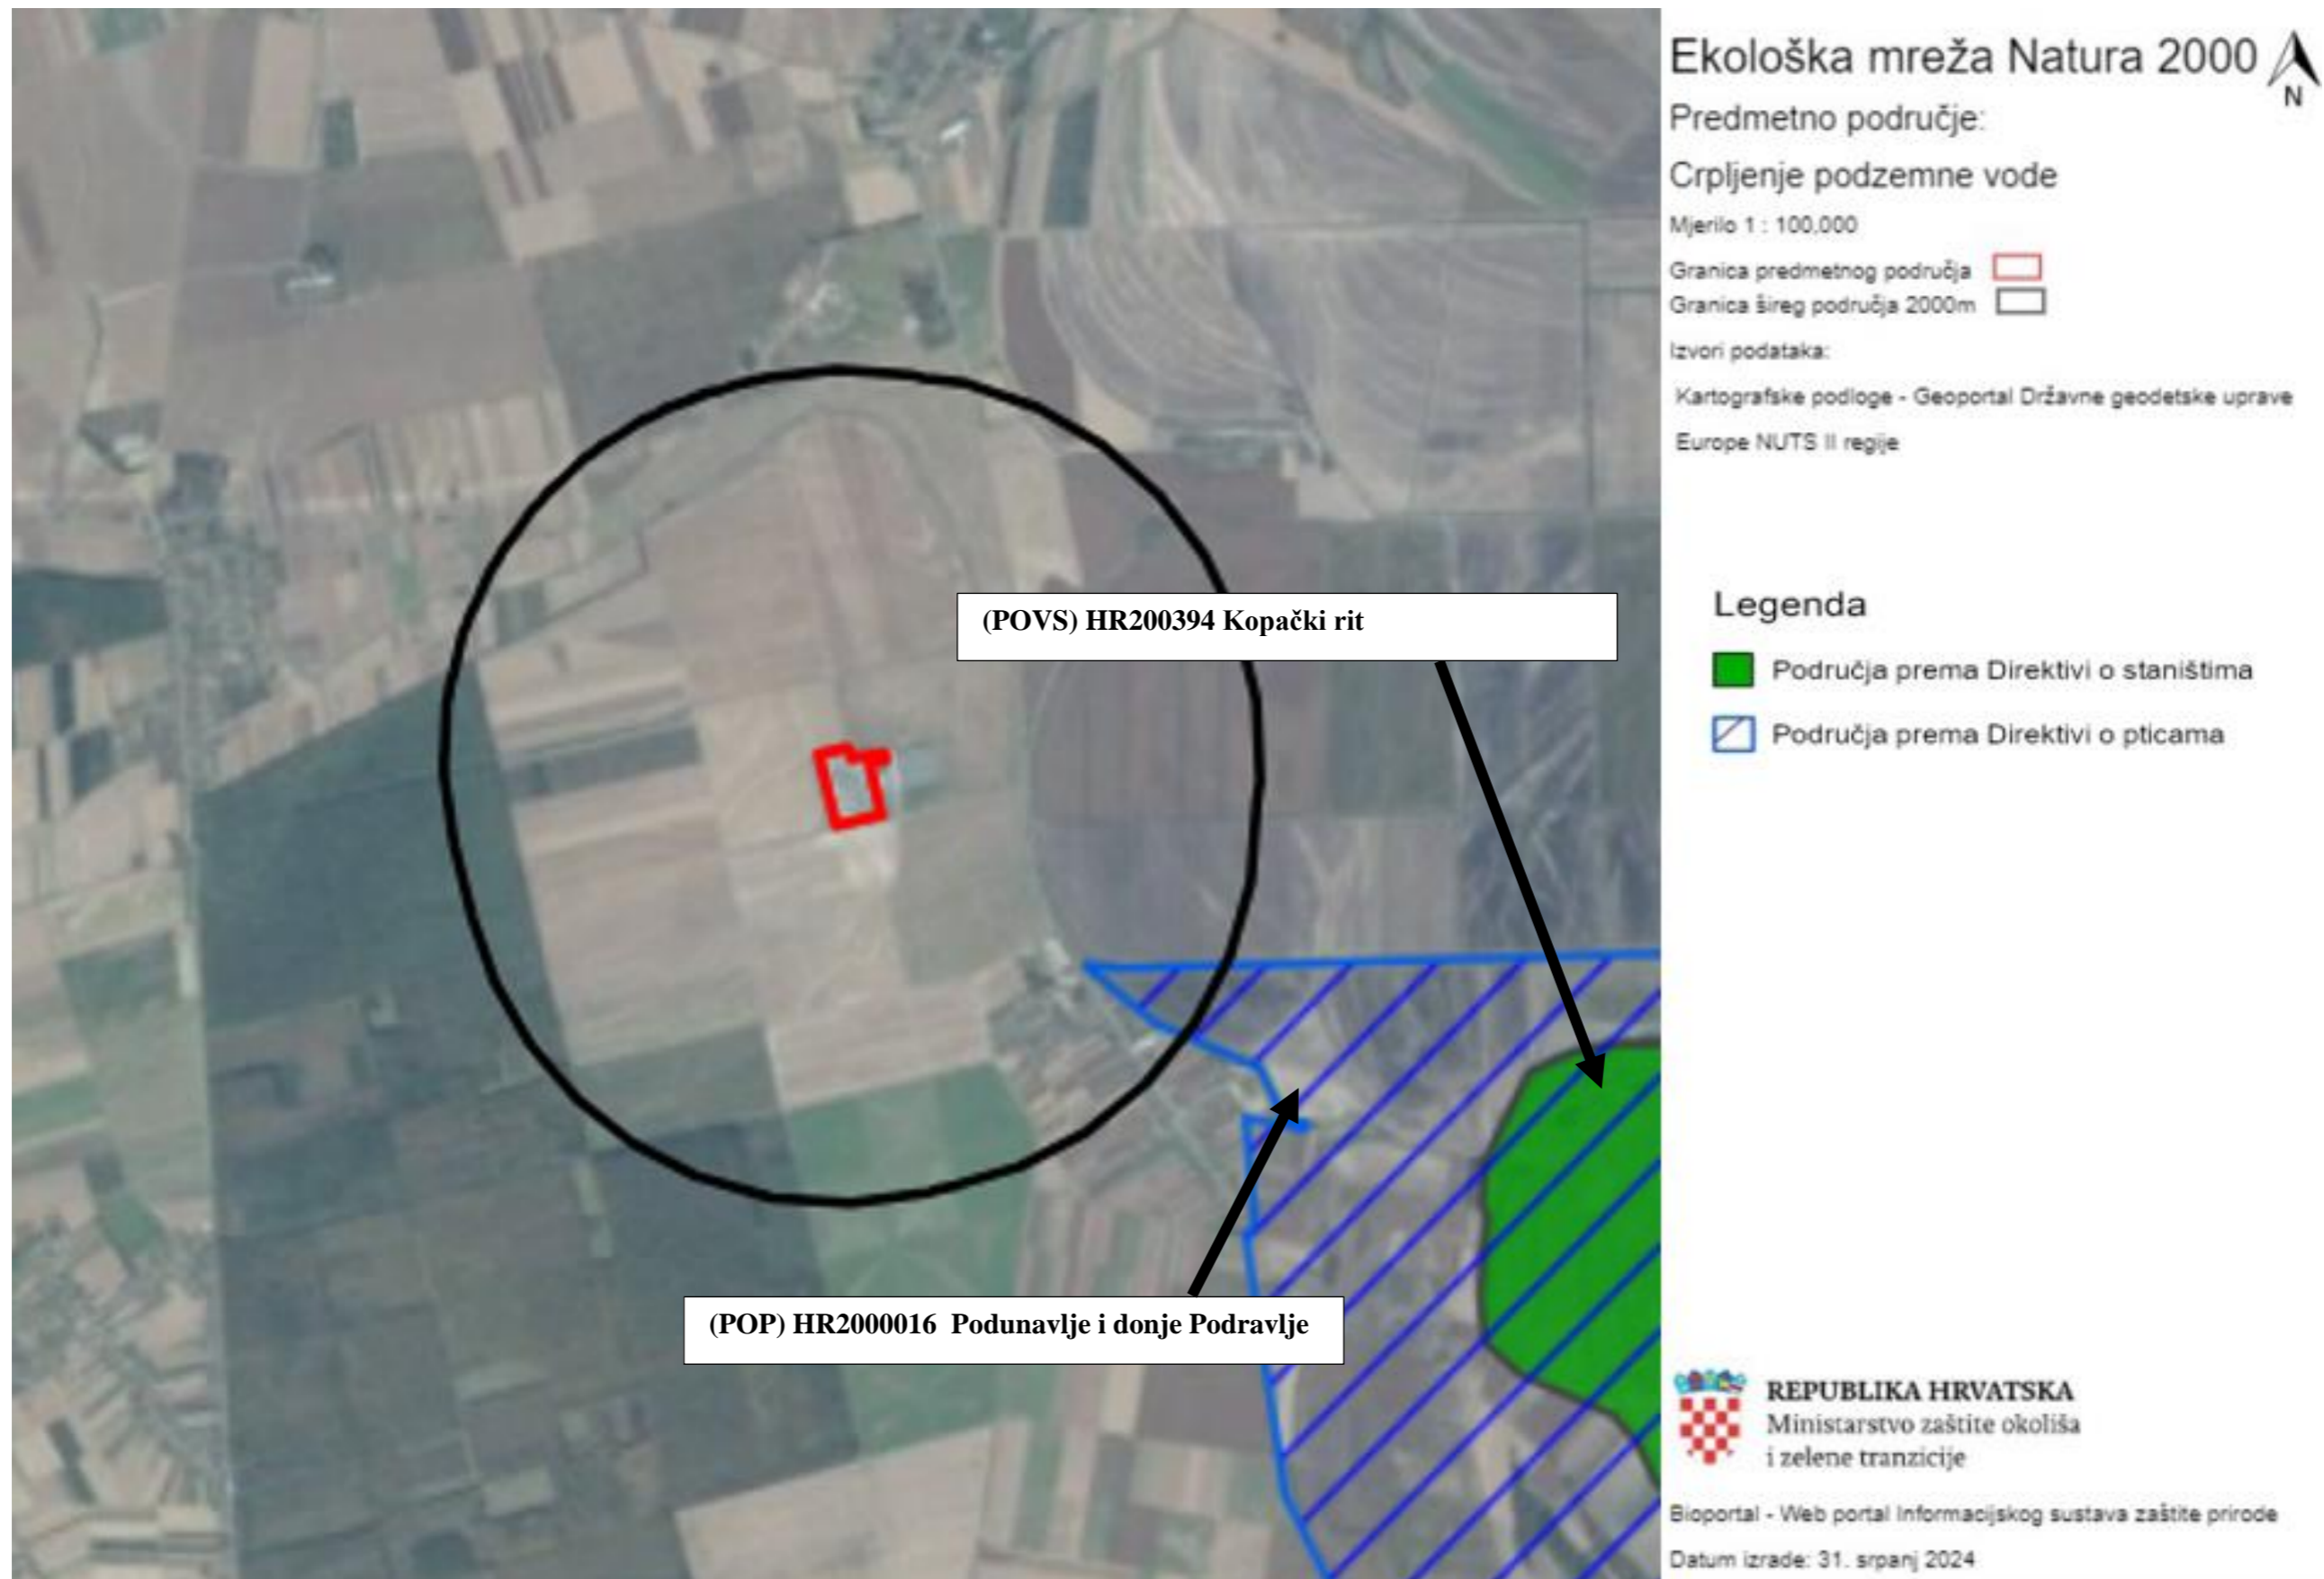 Ekološka mreža Natura 2000
N
Predmetno područje:
Crpljenje podzemne vode
Mjerilo 1 : 100,000
Granica predmetnog područja
Granica šireg područja 2000m
Izvori podataka:
Kartografske podloge - Geoportal Državne geodetske uprave
Europe NUTS II regije
(POVS) HR200394 Kopački rit
Legenda
Područja prema Direktivi o staništima
Područja prema Direktivi o pticama
(POP) HR2000016 Podunavlje i donje Podravlje
REPUBLIKA HRVATSKA
Ministarstvo zaštite okoliša
i zelene tranzicije
Bioportal - Web portal Informacijskog sustava zaštite prirode
Datum izrade: 31. srpanj 2024